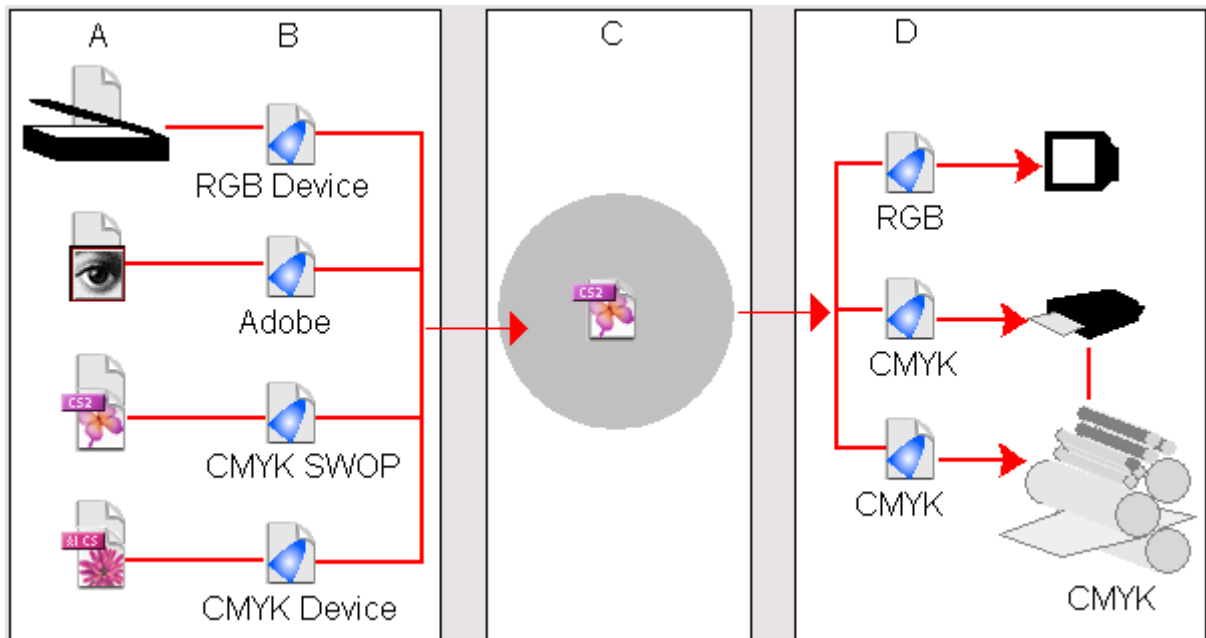 A
B
C
D
RGB Device
Adobe
CS2
CMYK SWOP
AI CS
CMYK Device
CS2
RGB
CMYK
CMYK
CMYK